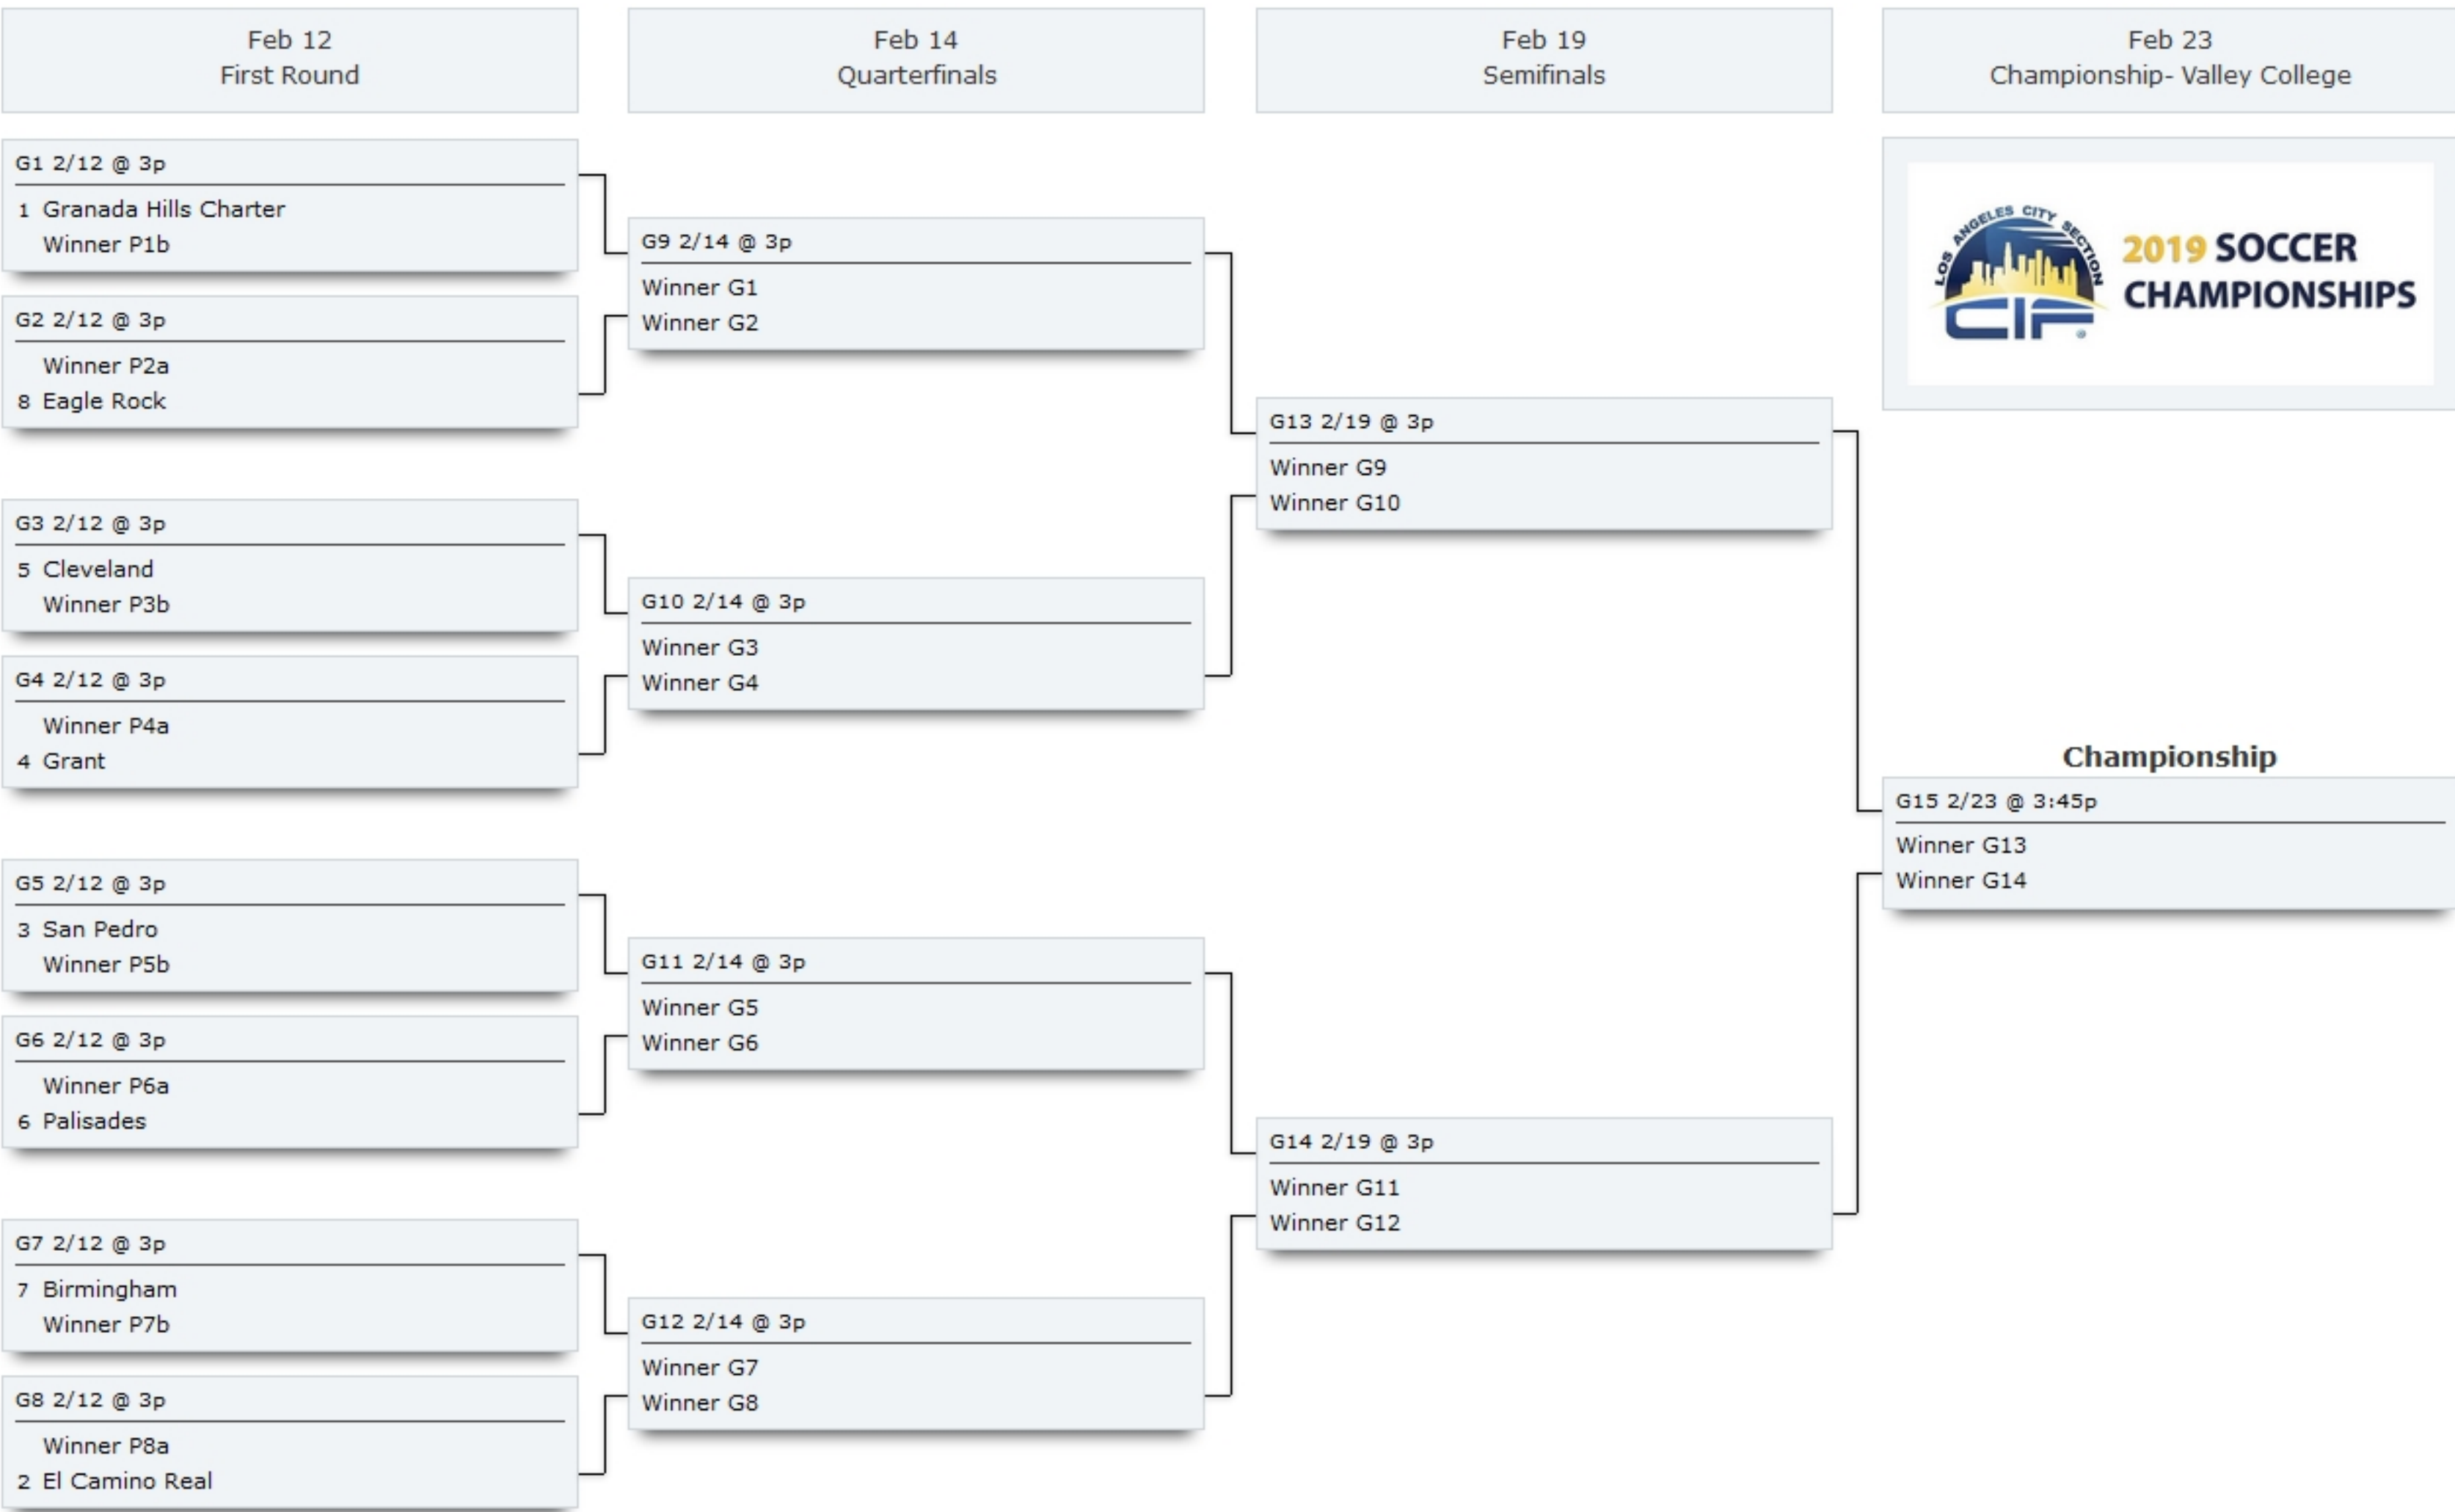 Feb 12
First Round
Feb 14
Quarterfinals
Feb 19
Semifinals
Feb 23
Championship- Valley College
G1 2/12 @ 3p
1 Granada Hills Charter
Winner P1b
G2 2/12 @ 3p
Winner P2a
8 Eagle Rock
G3 2/12 @ 3p
5 Cleveland
Winner P3b
G4 2/12 @ 3p
Winner P4a
4 Grant
G5 2/12 @ 3p
3 San Pedro
Winner P5b
G6 2/12 @ 3p
Winner P6a
6 Palisades
G7 2/12 @ 3p
7 Birmingham
Winner P7b
G8 2/12 @ 3p
Winner P8a
2 El Camino Real
G9 2/14 @ 3p
Winner G1
Winner G2
G10 2/14 @ 3p
Winner G3
Winner G4
G11 2/14 @ 3p
Winner G5
Winner G6
G12 2/14 @ 3p
Winner G7
Winner G8
G13 2/19 @ 3p
Winner G9
Winner G10
G14 2/19 @ 3p
Winner G11
Winner G12
LOS ANGELES CITY SECTION
CIF®
2019 SOCCER
CHAMPIONSHIPS
Championship
G15 2/23 @ 3:45p
Winner G13
Winner G14